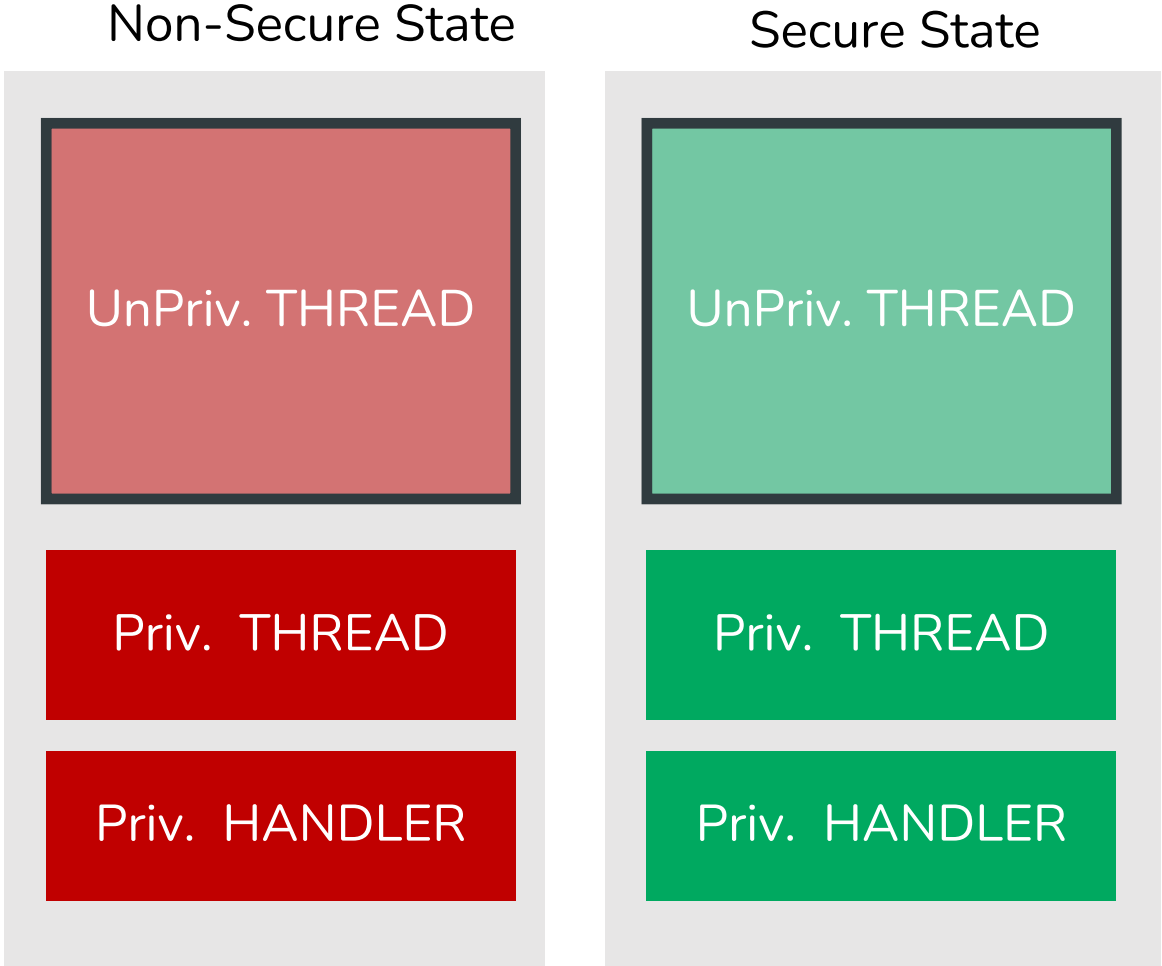 Non-Secure State
Secure State
UnPriv. THREAD
UnPriv. THREAD
Priv. THREAD
Priv. THREAD
Priv. HANDLER
Priv. HANDLER